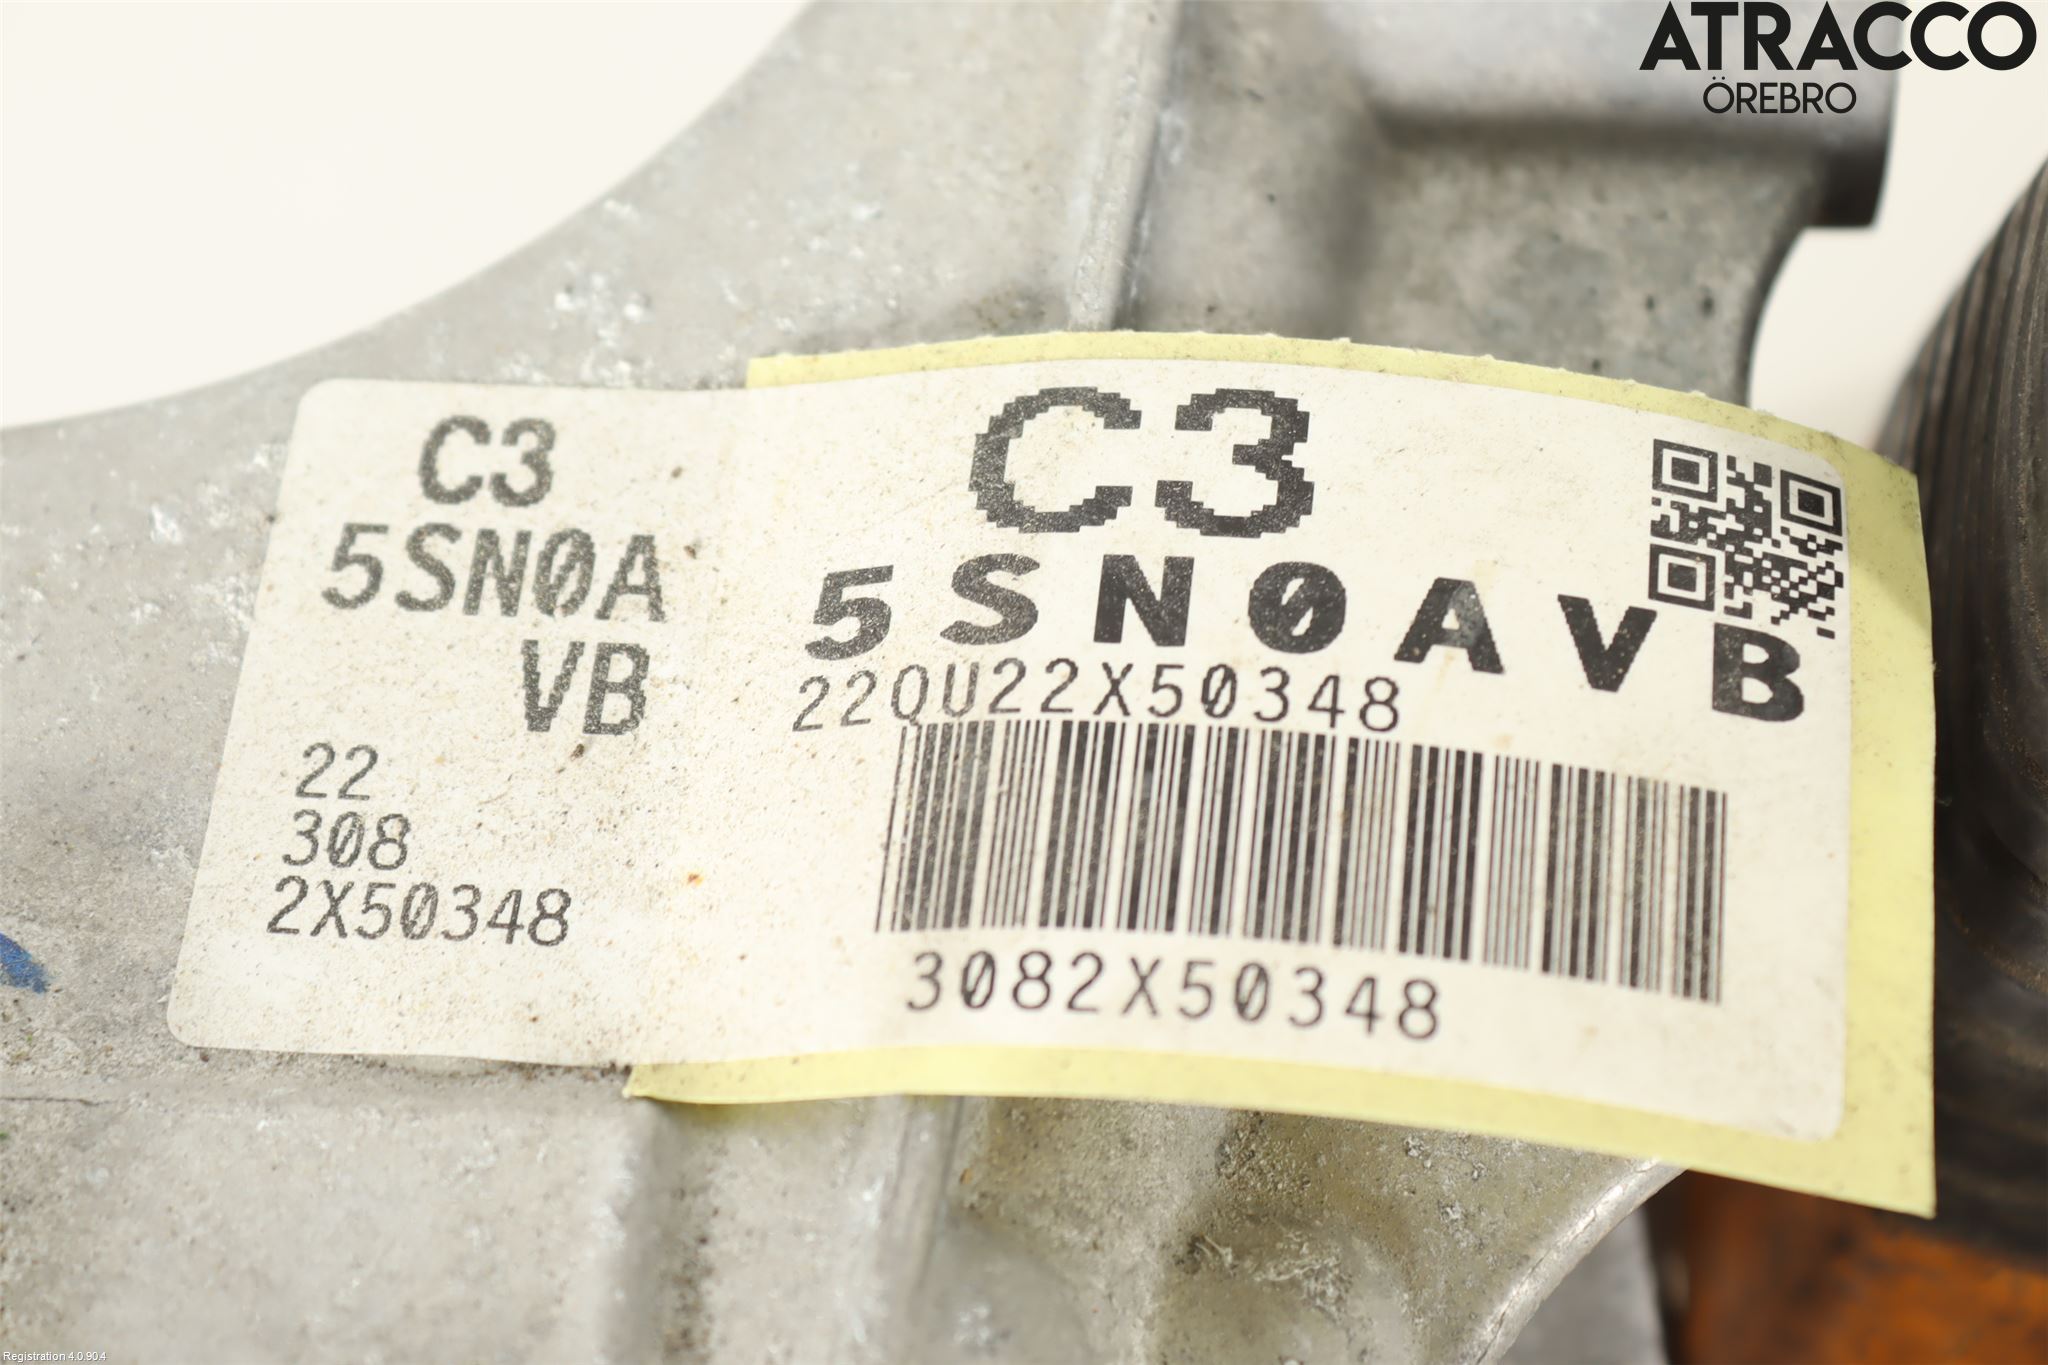 ATRACCO
ÖREBRO
C3
5SN0A
VB
22
308
2X50348
C3
5SN0AVB
22QU22X50348
3082X50348
Registration 4.0.90.4